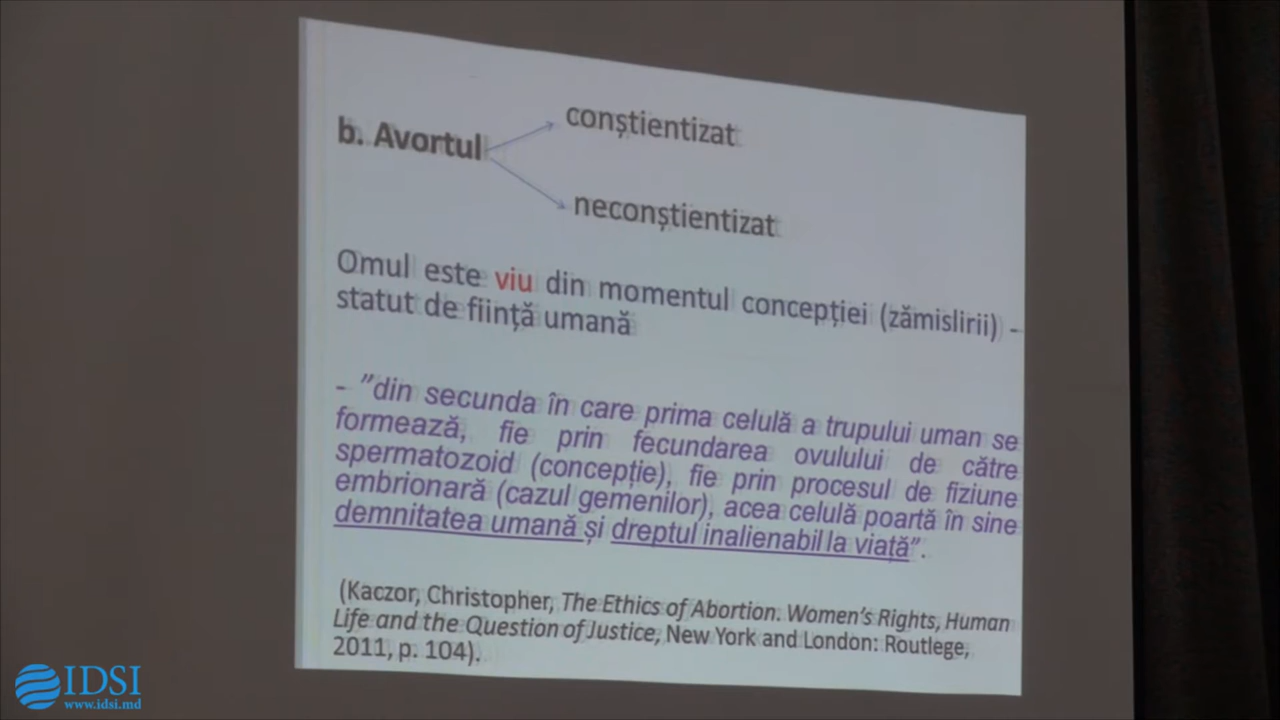 b. Avortul
conștientizat
neconștientizat
Omul este viu din momentul concepției (zămislirii) -
statut de ființă umană
- ”din secunda în care prima celulă a trupului uman se
formează, fie prin fecundarea ovulului de către
spermatozoid (concepție), fie prin procesul de fiziune
embrionară (cazul gemenilor), acea celulă poartă în sine
demnitatea umană și dreptul inalienabil la viață”.
(Kaczor, Christopher, The Ethics of Abortion. Women’s Rights, Human
Life and the Question of Justice, New York and London: Routlege,
2011, p. 104).
IDSI
www.idsi.md